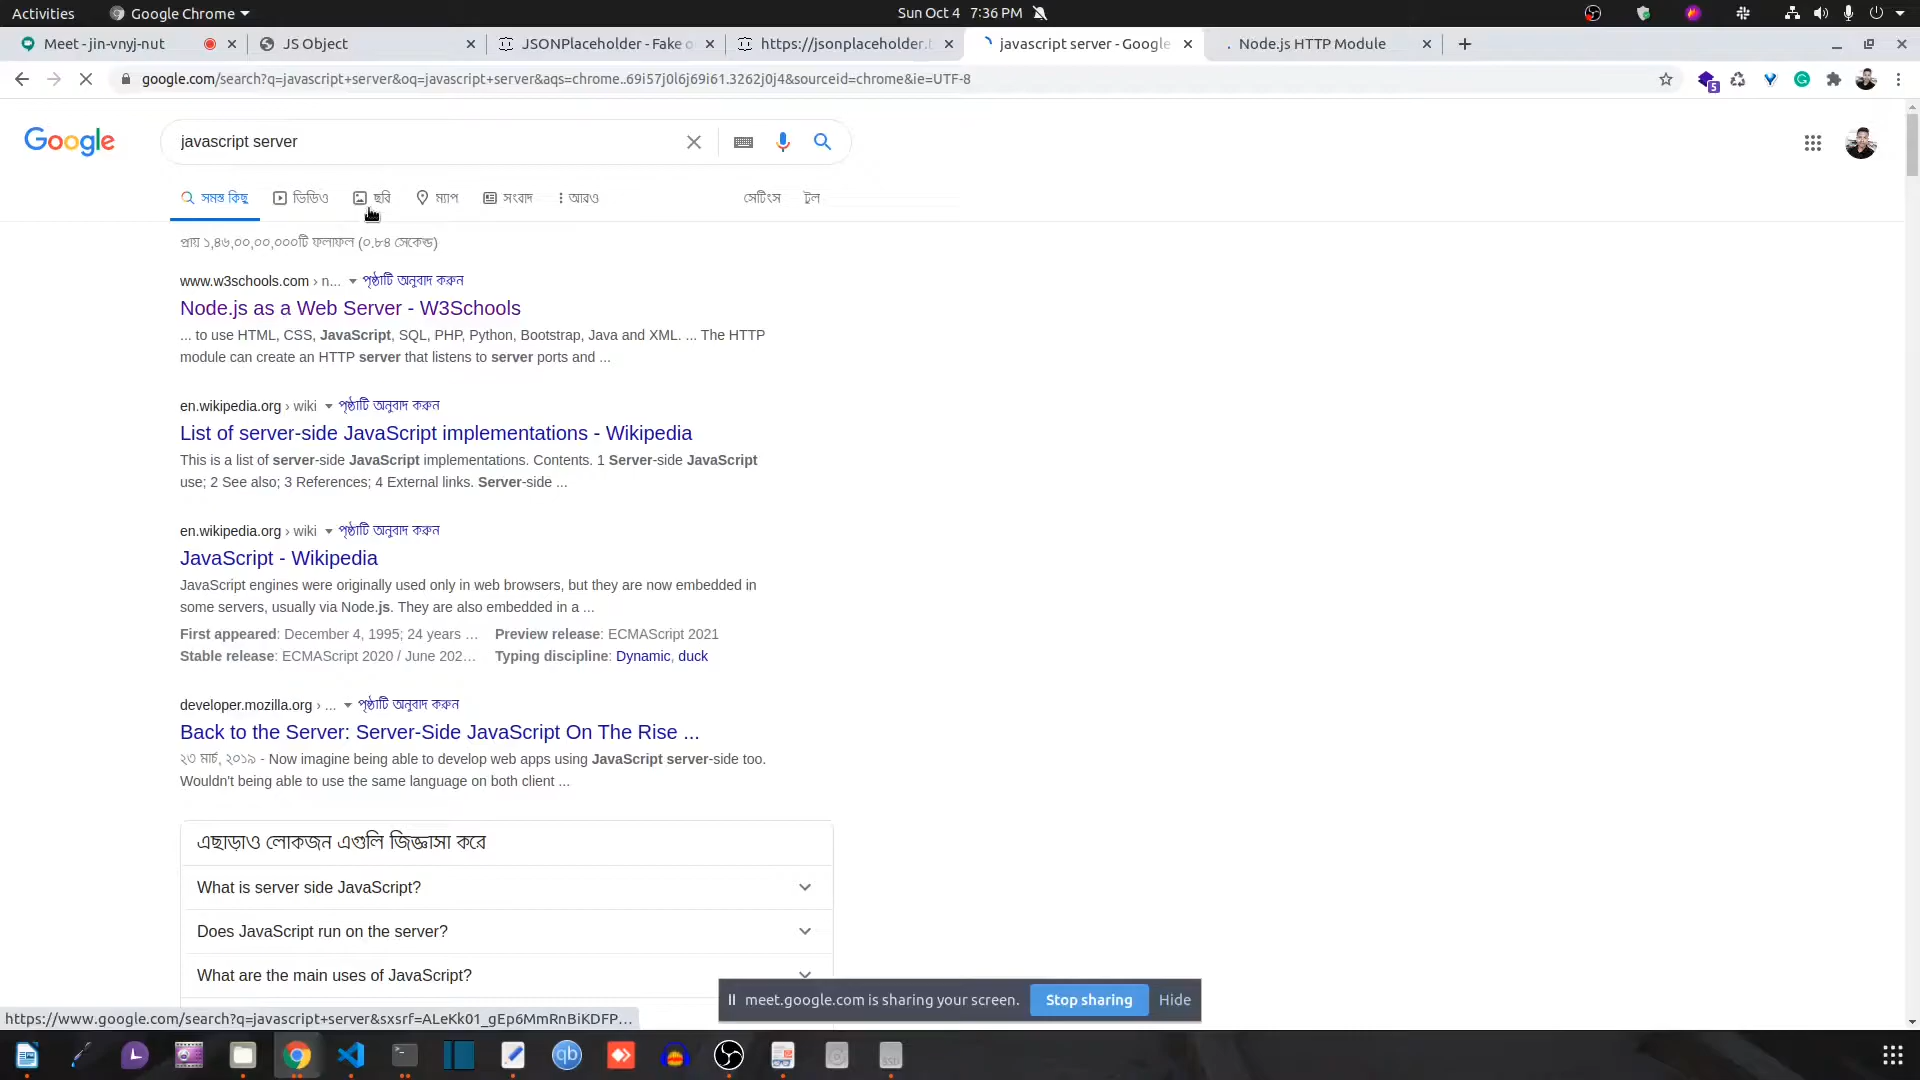 Activities
Google Chrome
Sun Oct 4 7:36 PM
Meet - jin-vnyj-nut
JS Object
JSONPlaceholder - Fake o
https://jsonplaceholder.t
javascript server - Google
Node.js HTTP Module
google.com/search?q=javascript+server&oq=javascript+server&aqs=chrome..69i57j0l6j69i61.3262j0j4&sourceid=chrome&ie=UTF-8
5
Google
javascript server
সমস্ত কিছু
ভিডিও
ছবি
ম্যাপ
সংবাদ
আরও
সেটিংস
টুল
প্রায় ১,৪৬,০০,০০,০০০টি ফলাফল (০.৮৪ সেকেন্ড)
www.w3schools.com › n... পৃষ্ঠাটি অনুবাদ করুন
Node.js as a Web Server - W3Schools
... to use HTML, CSS, JavaScript, SQL, PHP, Python, Bootstrap, Java and XML. ... The HTTP
module can create an HTTP server that listens to server ports and ...
en.wikipedia.org › wiki পৃষ্ঠাটি অনুবাদ করুন
List of server-side JavaScript implementations - Wikipedia
This is a list of server-side JavaScript implementations. Contents. 1 Server-side JavaScript
use; 2 See also; 3 References; 4 External links. Server-side ...
en.wikipedia.org › wiki পৃষ্ঠাটি অনুবাদ করুন
JavaScript - Wikipedia
JavaScript engines were originally used only in web browsers, but they are now embedded in
some servers, usually via Node.js. They are also embedded in a ...
First appeared: December 4, 1995; 24 years ... Preview release: ECMAScript 2021
Stable release: ECMAScript 2020 / June 202... Typing discipline: Dynamic, duck
developer.mozilla.org › ... পৃষ্ঠাটি অনুবাদ করুন
Back to the Server: Server-Side JavaScript On The Rise ...
২৩ মার্চ, ২০১৯ - Now imagine being able to develop web apps using JavaScript server-side too.
Wouldn't being able to use the same language on both client ...
এছাড়াও লোকজন এগুলি জিজ্ঞাসা করে
What is server side JavaScript?
Does JavaScript run on the server?
What are the main uses of JavaScript?
meet.google.com is sharing your screen.
Stop sharing
Hide
https://www.google.com/search?q=javascript+server&sxsrf=ALeKk01_gEp6MmRnBiKDFP...
qb